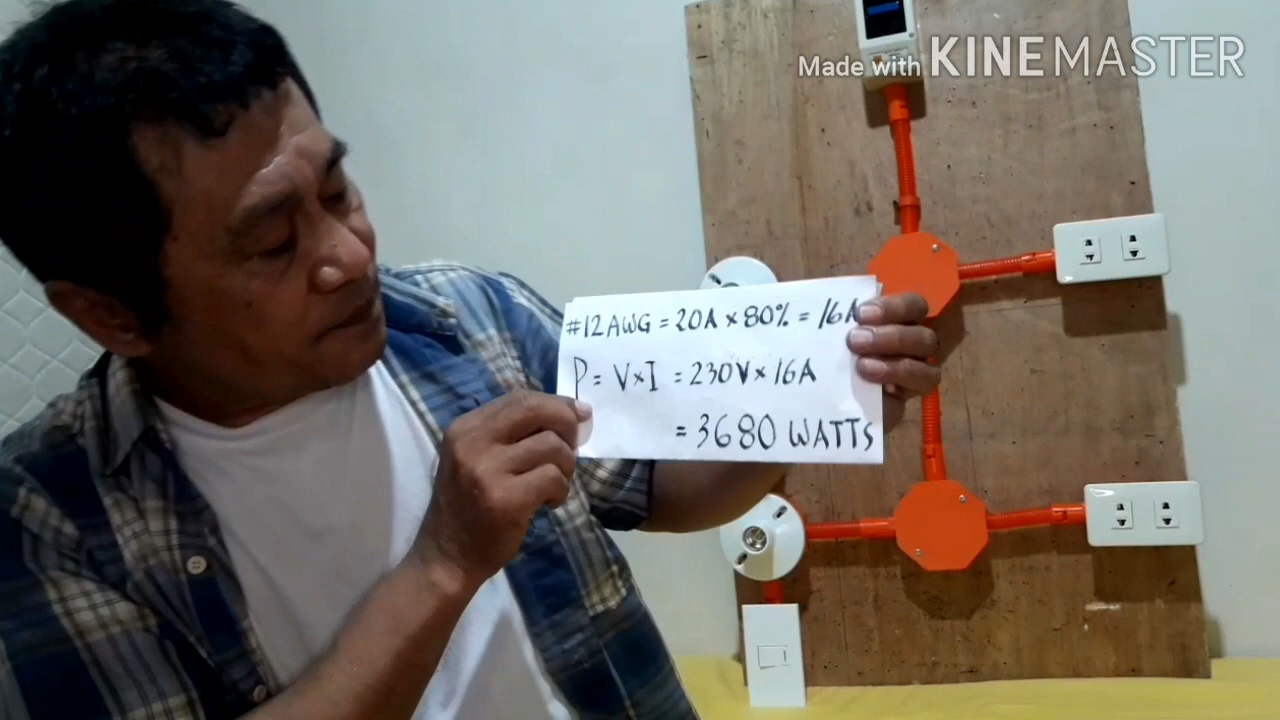 Made with KINEMASTER
#12AWG = 20A × 80% = 16A
P = V×I = 230V × 16A
= 3680 WATTS